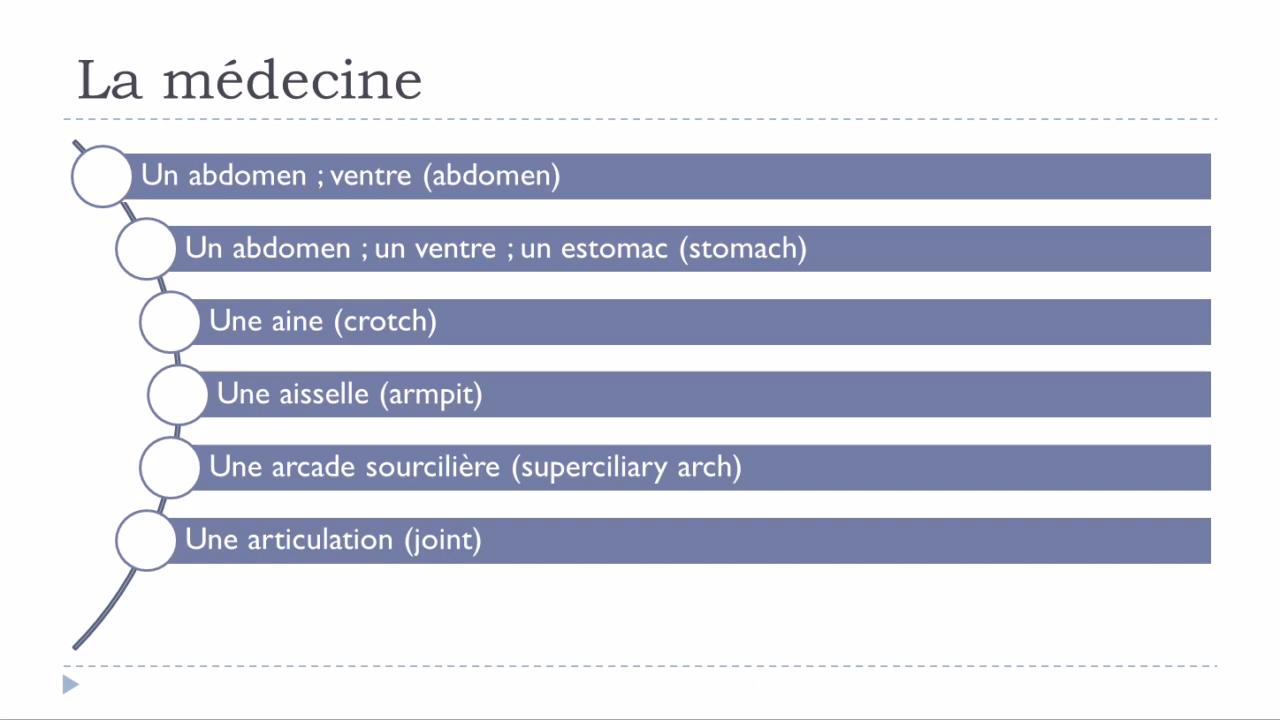 La médecine
Un abdomen ; ventre (abdomen)
Un abdomen ; un ventre ; un estomac (stomach)
Une aine (crotch)
Une aisselle (armpit)
Une arcade sourcilière (superciliary arch)
Une articulation (joint)